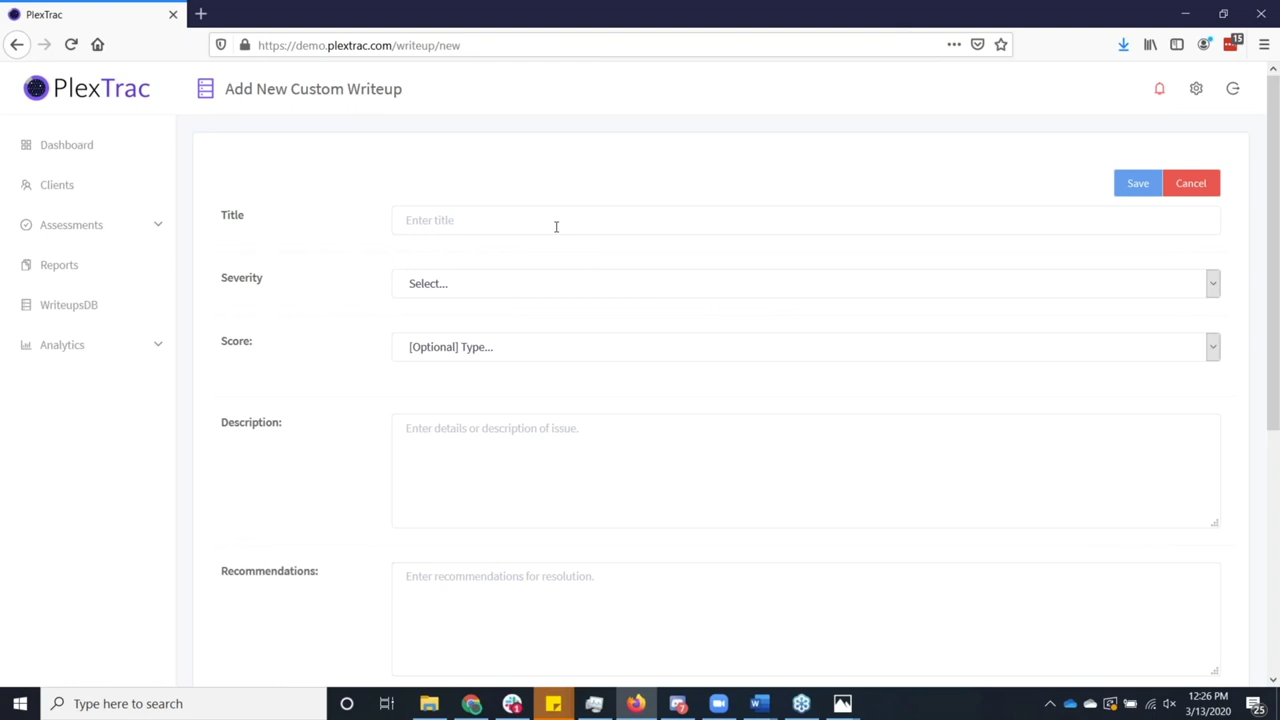 PlexTrac
https://demo.plextrac.com/writeup/new
15
PlexTrac
Add New Custom Writeup
Dashboard
Clients
Assessments
Reports
WriteupsDB
Analytics
Save
Cancel
Title
Enter title
Severity
Select...
Score:
[Optional] Type...
Description:
Enter details or description of issue.
Recommendations:
Enter recommendations for resolution.
Type here to search
12:26 PM
3/13/2020
25